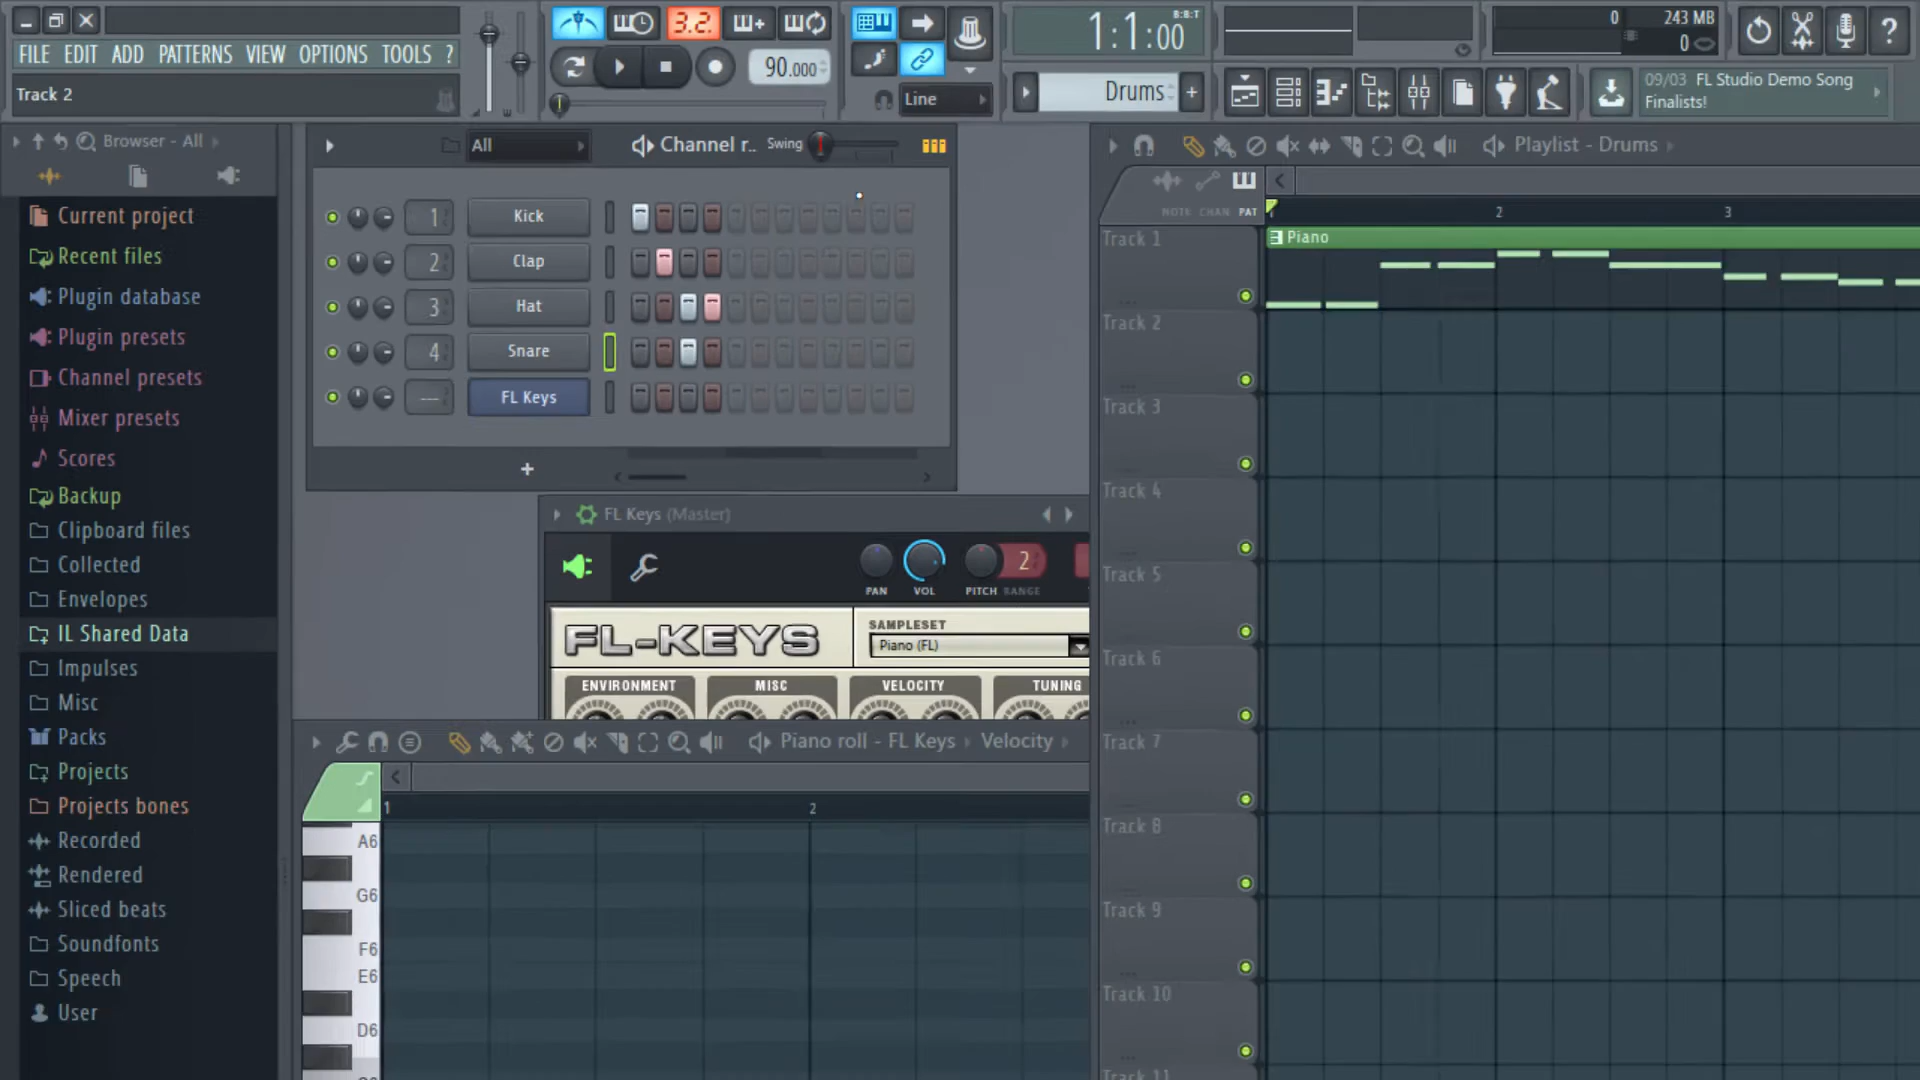 FILE EDIT ADD PATTERNS VIEW OPTIONS TOOLS ?
Track 2
3.2.
90.000
Line
1:1:00
B:B:T
Drums
0
243 MB
0
09/03 FL Studio Demo Song
Finalists!
Browser - All
Current project
Recent files
Plugin database
Plugin presets
Channel presets
Mixer presets
Scores
Backup
Clipboard files
Collected
Envelopes
IL Shared Data
Impulses
Misc
Packs
Projects
Projects bones
Recorded
Rendered
Sliced beats
Soundfonts
Speech
User
All
Channel r..
Swing
1 Kick
2 Clap
3 Hat
4 Snare
--- FL Keys
+
FL Keys (Master)
2
PAN VOL PITCH RANGE
FL-KEYS
SAMPLESET
Piano (FL)
ENVIRONMENT MISC VELOCITY TUNING
Piano roll - FL Keys Velocity
1 2
A6
G6
F6
E6
D6
Playlist - Drums
NOTE CHAN PAT
2 3
Piano
Track 1
Track 2
Track 3
Track 4
Track 5
Track 6
Track 7
Track 8
Track 9
Track 10
Track 11